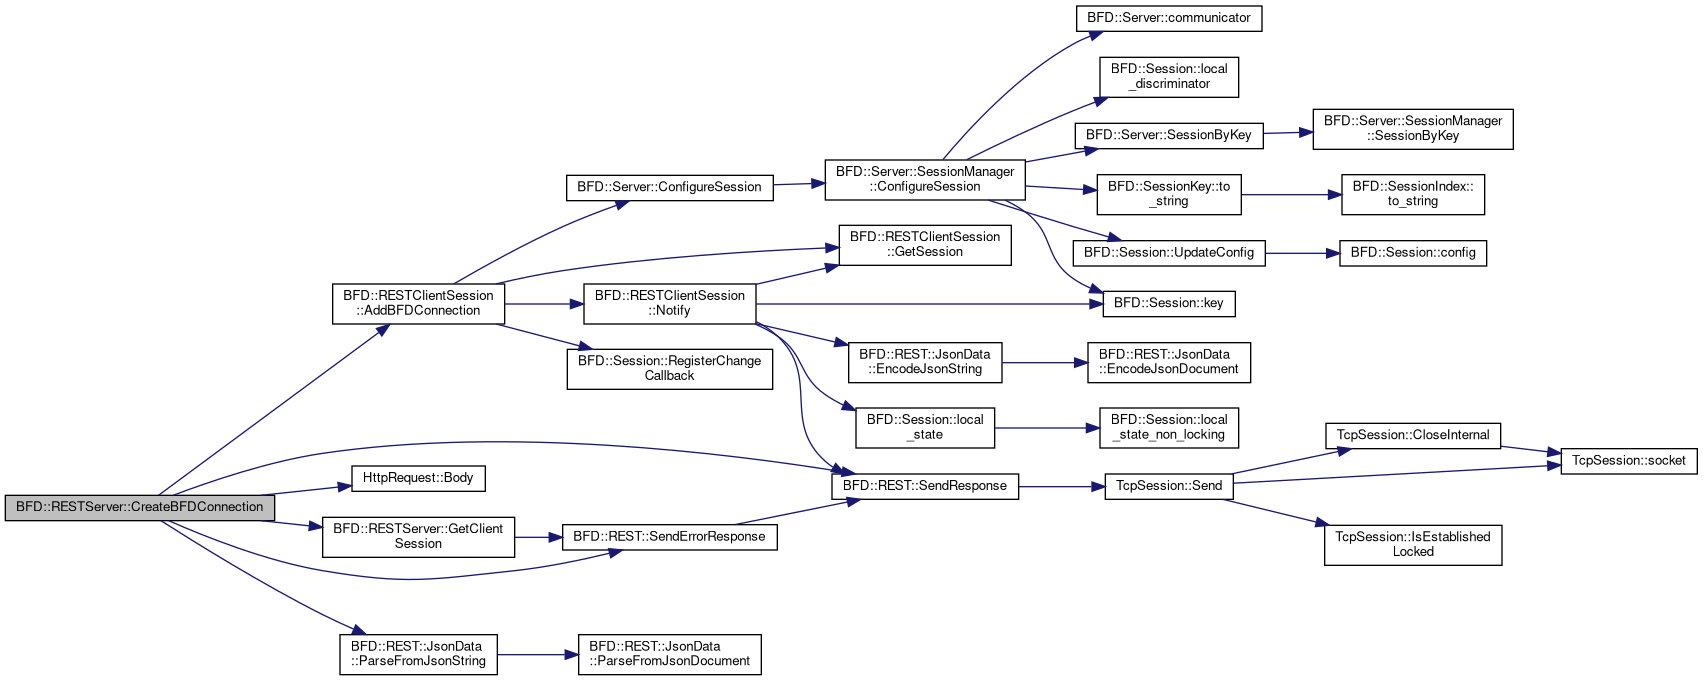 BFD::Server::communicator
BFD::Session::local
_discriminator
BFD::Server::SessionByKey
BFD::Server::SessionManager
::SessionByKey
BFD::Server::ConfigureSession
BFD::Server::SessionManager
::ConfigureSession
BFD::SessionKey::to
_string
BFD::SessionIndex::
to_string
BFD::RESTClientSession
::GetSession
BFD::Session::UpdateConfig
BFD::Session::config
BFD::RESTClientSession
::AddBFDConnection
BFD::RESTClientSession
::Notify
BFD::Session::key
BFD::Session::RegisterChange
Callback
BFD::REST::JsonData
::EncodeJsonString
BFD::REST::JsonData
::EncodeJsonDocument
BFD::Session::local
_state
BFD::Session::local
_state_non_locking
TcpSession::CloseInternal
TcpSession::socket
HttpRequest::Body
BFD::REST::SendResponse
TcpSession::Send
BFD::RESTServer::CreateBFDConnection
BFD::RESTServer::GetClient
Session
BFD::REST::SendErrorResponse
TcpSession::IsEstablished
Locked
BFD::REST::JsonData
::ParseFromJsonString
BFD::REST::JsonData
::ParseFromJsonDocument